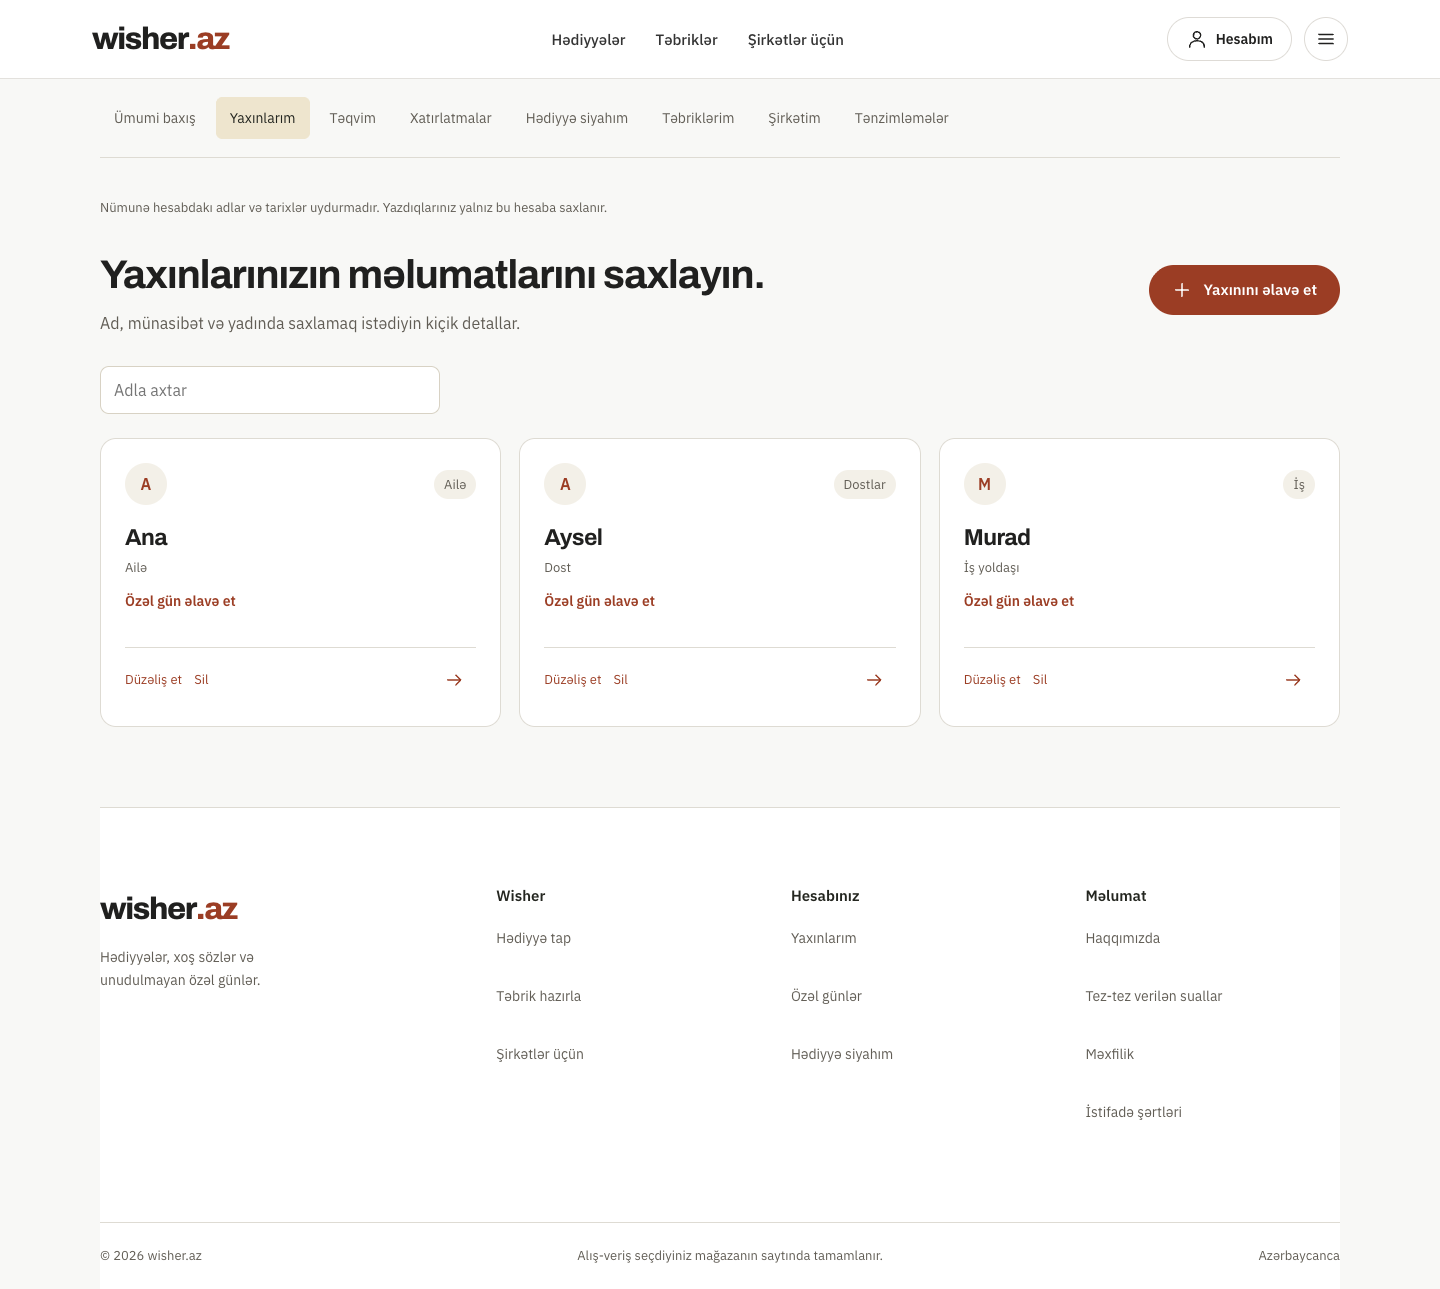 wisher.az
Hədiyyələr
Təbriklər
Şirkətlər üçün
Hesabım
Ümumi baxış
Yaxınlarım
Təqvim
Xatırlatmalar
Hədiyyə siyahım
Təbriklərim
Şirkətim
Tənzimləmələr
Nümunə hesabdakı adlar və tarixlər uydurmadır. Yazdıqlarınız yalnız bu hesaba saxlanır.
Yaxınlarınızın məlumatlarını saxlayın.
Ad, münasibət və yadında saxlamaq istədiyin kiçik detallar.
Yaxınını əlavə et
Adla axtar
A
Ailə
Ana
Ailə
Özəl gün əlavə et
Düzəliş et
Sil
A
Dostlar
Aysel
Dost
Özəl gün əlavə et
Düzəliş et
Sil
M
İş
Murad
İş yoldaşı
Özəl gün əlavə et
Düzəliş et
Sil
wisher.az
Hədiyyələr, xoş sözlər və
unudulmayan özəl günlər.
Wisher
Hədiyyə tap
Təbrik hazırla
Şirkətlər üçün
Hesabınız
Yaxınlarım
Özəl günlər
Hədiyyə siyahım
Məlumat
Haqqımızda
Tez-tez verilən suallar
Məxfilik
İstifadə şərtləri
© 2026 wisher.az
Alış-veriş seçdiyiniz mağazanın saytında tamamlanır.
Azərbaycanca